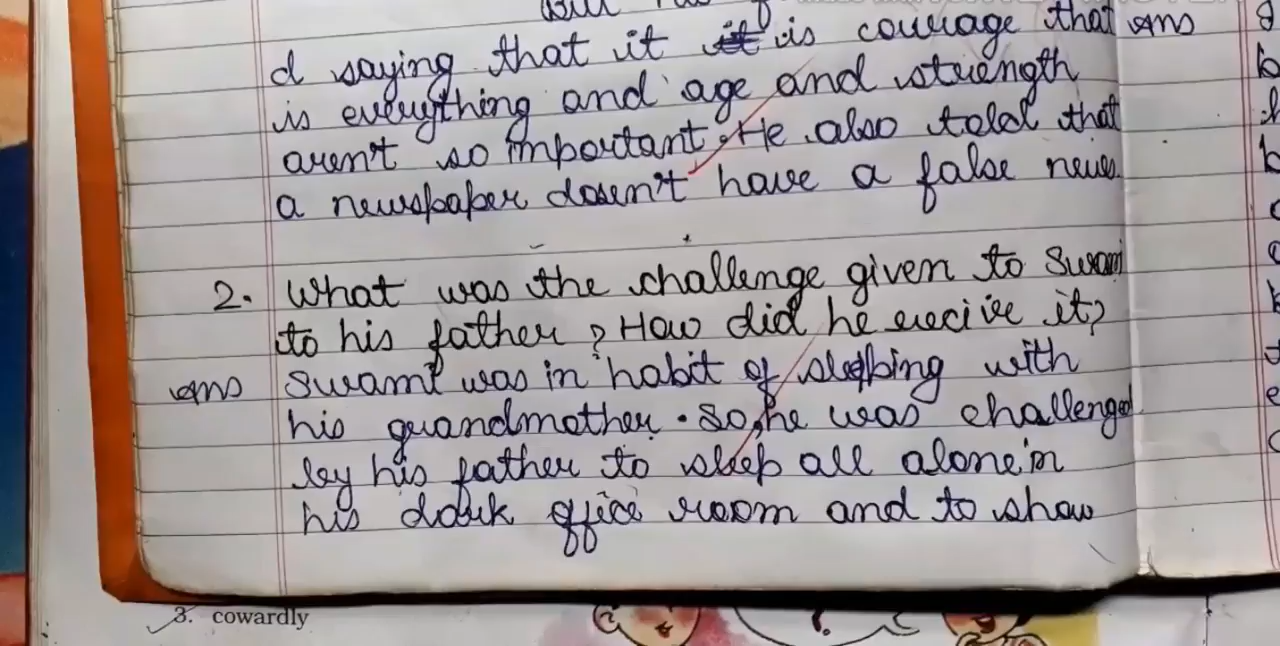 d saying that it is courage that ans
is everything and age and strength
aren't so important. He also told that
a newspaper dosen't have a false news.
2. What was the challenge given to Swami
to his father? How did he recive it?
ans Swami was in habit of sleeping with
his grandmother. So, he was challenged
by his father to sleep all alone in
his dark office room and to show
3. cowardly